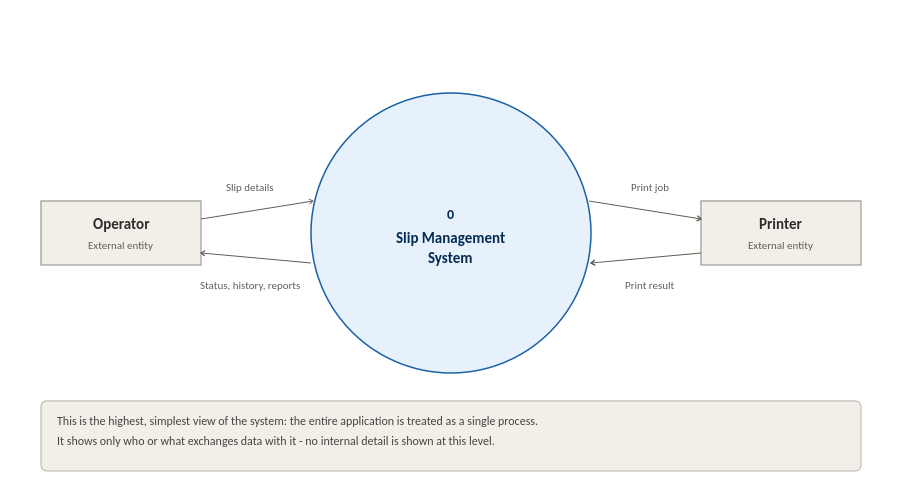 Slip details
Print job
0
Operator
Slip Management
Printer
External entity
System
External entity
Status, history, reports
Print result
This is the highest, simplest view of the system: the entire application is treated as a single process.
It shows only who or what exchanges data with it - no internal detail is shown at this level.